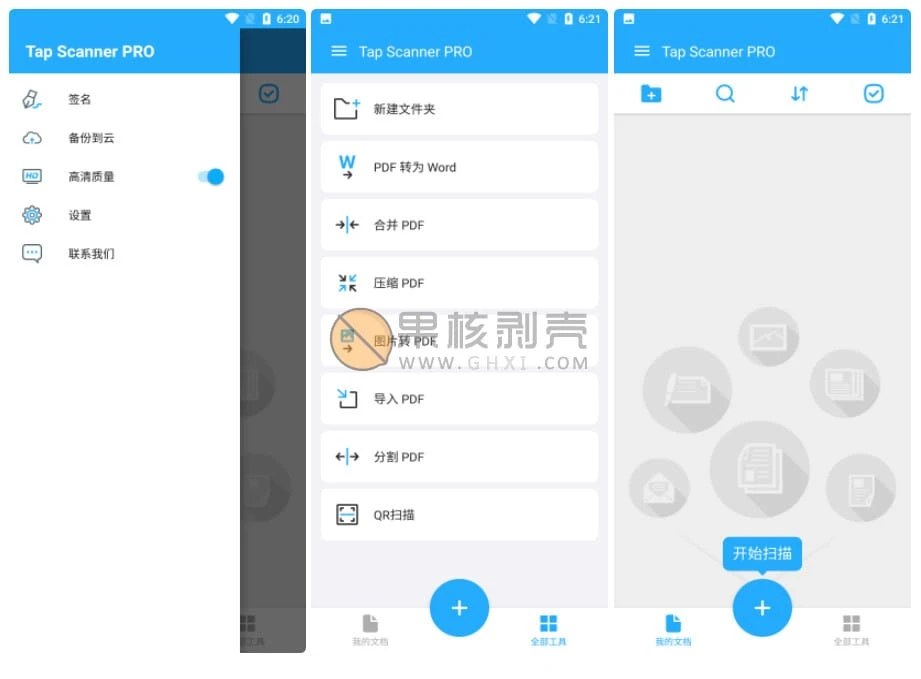 6:20
Tap Scanner PRO
签名
备份到云
高清质量
设置
联系我们
全部工具
6:21
Tap Scanner PRO
新建文件夹
PDF 转为 Word
合并 PDF
压缩 PDF
图片转 PDF
导入 PDF
分割 PDF
QR扫描
我的文档
全部工具
果核剥壳
WWW.GHXI.COM
6:21
Tap Scanner PRO
开始扫描
我的文档
全部工具